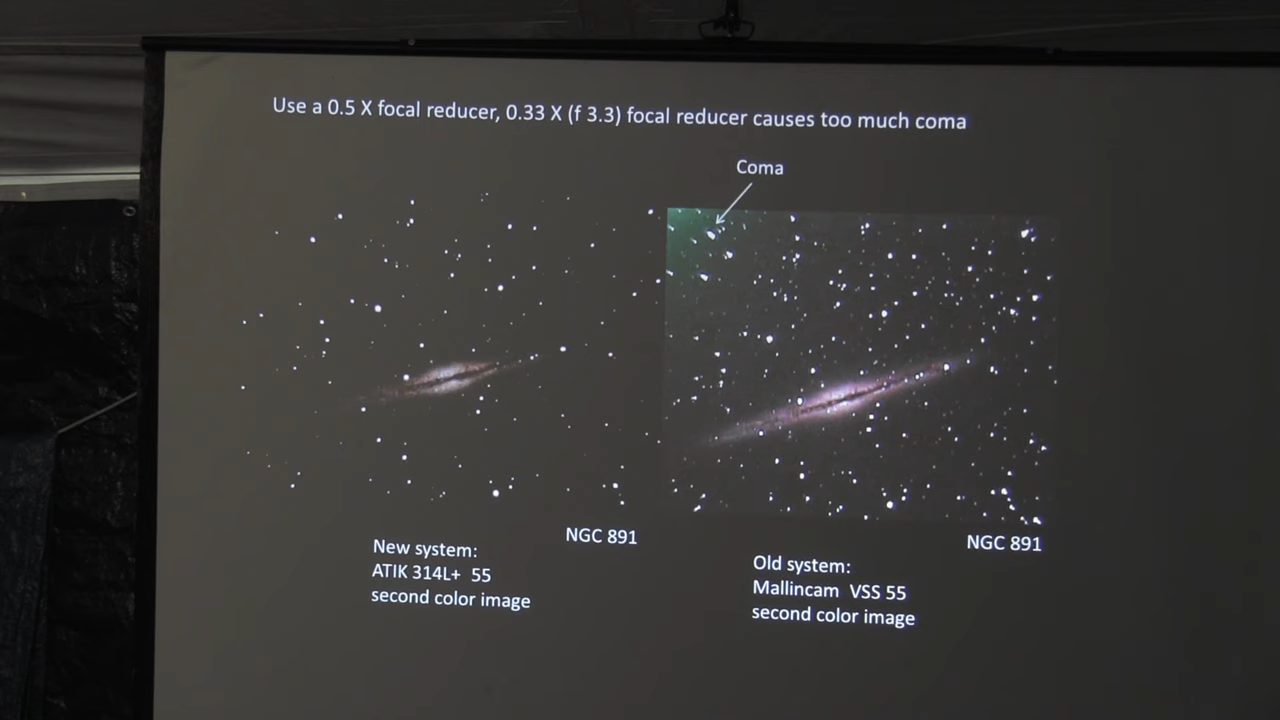 Use a 0.5 X focal reducer, 0.33 X (f 3.3) focal reducer causes too much coma
Coma
NGC 891
New system:
ATIK 314L+ 55
second color image
NGC 891
Old system:
Mallincam VSS 55
second color image